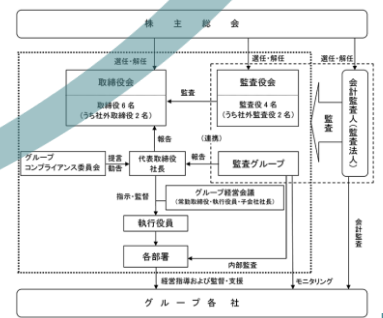 株主総会
選任・解任
選任・解任
選任・解任
取締役会
取締役6名
(うち社外取締役2名)
監査
監査役会
監査役4名
(うち社外監査役2名)
会計監査人(監査法人)
監査
報告
(連携)
グループ
コンプライアンス委員会
提言
勧告
代表取締役
社長
報告
監査グループ
指示・監督
グループ経営会議
(常勤取締役・執行役員・子会社社長)
執行役員
各部署
内部監査
会計監査
経営指導および監督・支援
モニタリング
グループ各社